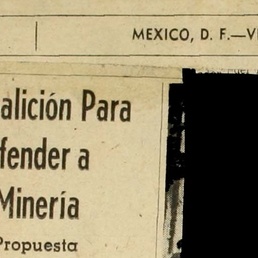 MEXICO, D. F.—V
alición Para
fender a
Minería
Propuesta